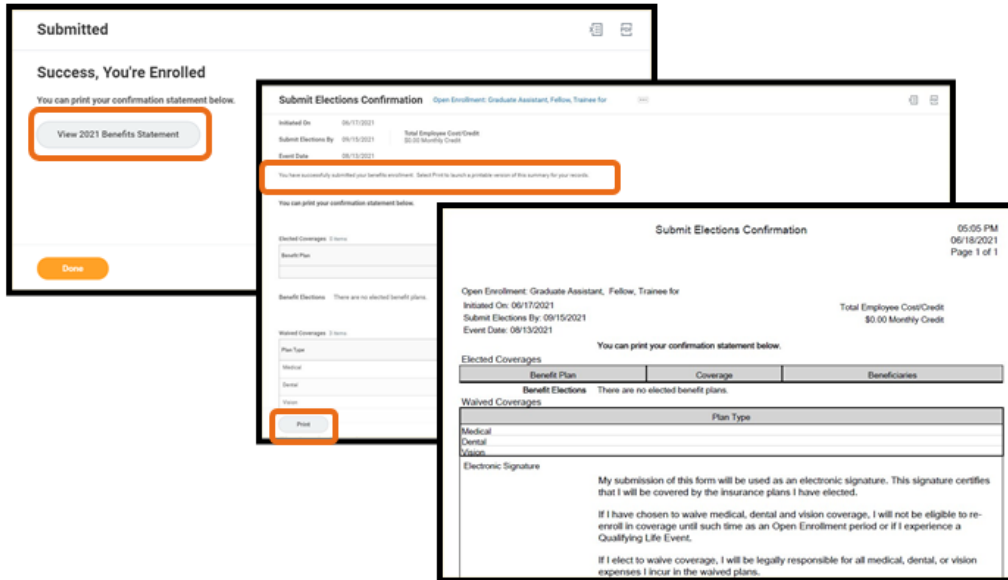 Submitted
Success, You're Enrolled
You can print your confirmation statement below.
View 2021 Benefits Statement
Done
Submit Elections Confirmation Open Enrollment: Graduate Assistant, Fellow, Trainee for
Initiated On 06/17/2021
Submit Elections By 09/15/2021
Total Employee Cost/Credit
$0.00 Monthly Credit
Event Date 08/13/2021
You have successfully submitted your benefits enrollment. Select Print to launch a printable version of this summary for your records.
You can print your confirmation statement below.
Elected Coverages 0 items
Benefit Plan
Benefit Elections There are no elected benefit plans.
Waived Coverages 3 items
Plan Type
Medical
Dental
Vision
Print
Submit Elections Confirmation
05:05 PM
06/18/2021
Page 1 of 1
Open Enrollment: Graduate Assistant, Fellow, Trainee for
Initiated On: 06/17/2021
Submit Elections By: 09/15/2021
Event Date: 08/13/2021
Total Employee Cost/Credit
$0.00 Monthly Credit
You can print your confirmation statement below.
Elected Coverages
Benefit Plan Coverage Beneficiaries
Benefit Elections There are no elected benefit plans.
Waived Coverages
Plan Type
Medical
Dental
Vision
Electronic Signature
My submission of this form will be used as an electronic signature. This signature certifies
that I will be covered by the insurance plans I have elected.
If I have chosen to waive medical, dental and vision coverage, I will not be eligible to re-
enroll in coverage until such time as an Open Enrollment period or if I experience a
Qualifying Life Event.
If I elect to waive coverage, I will be legally responsible for all medical, dental, or vision
expenses I incur in the waived plans.